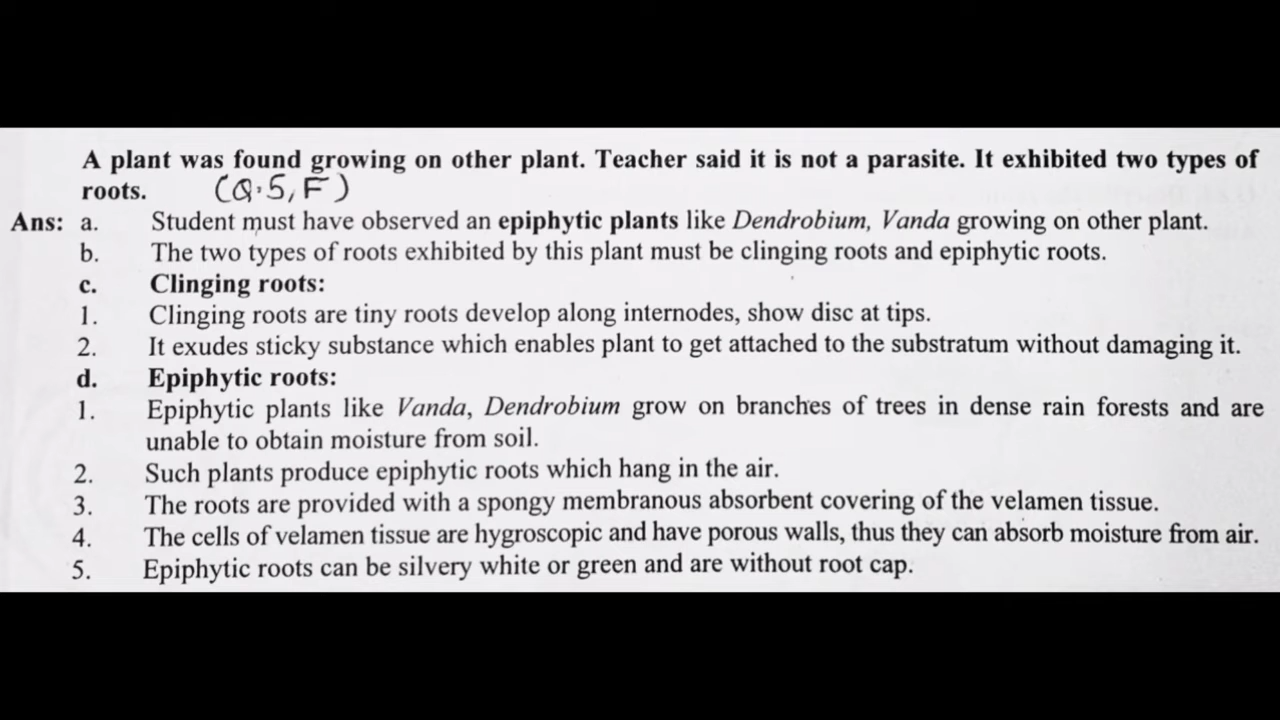 A plant was found growing on other plant. Teacher said it is not a parasite. It exhibited two types of
roots. (Q.5, F)
Ans: a. Student must have observed an epiphytic plants like Dendrobium, Vanda growing on other plant.
b. The two types of roots exhibited by this plant must be clinging roots and epiphytic roots.
c. Clinging roots:
1. Clinging roots are tiny roots develop along internodes, show disc at tips.
2. It exudes sticky substance which enables plant to get attached to the substratum without damaging it.
d. Epiphytic roots:
1. Epiphytic plants like Vanda, Dendrobium grow on branches of trees in dense rain forests and are
unable to obtain moisture from soil.
2. Such plants produce epiphytic roots which hang in the air.
3. The roots are provided with a spongy membranous absorbent covering of the velamen tissue.
4. The cells of velamen tissue are hygroscopic and have porous walls, thus they can absorb moisture from air.
5. Epiphytic roots can be silvery white or green and are without root cap.